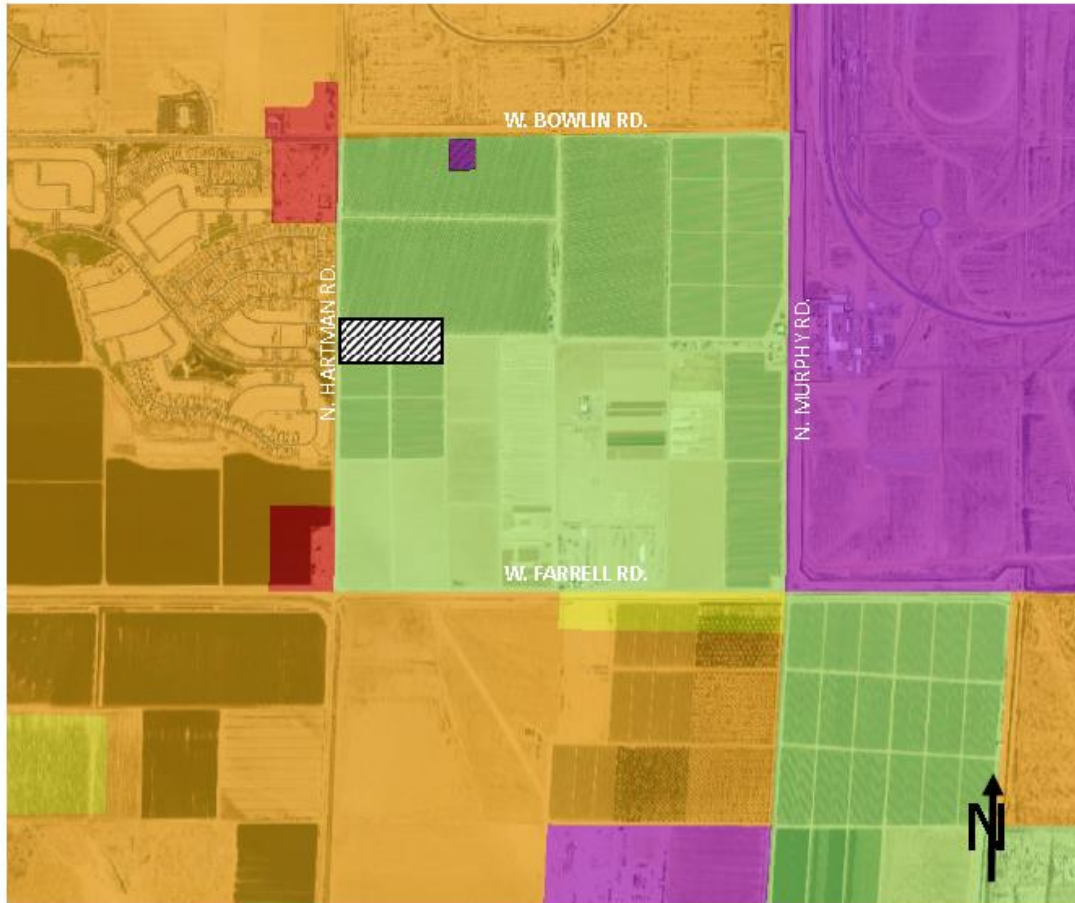 W. BOWLIN RD.
N. HARTMAN RD.
N. MURPHY RD.
W. FARRELL RD.
N